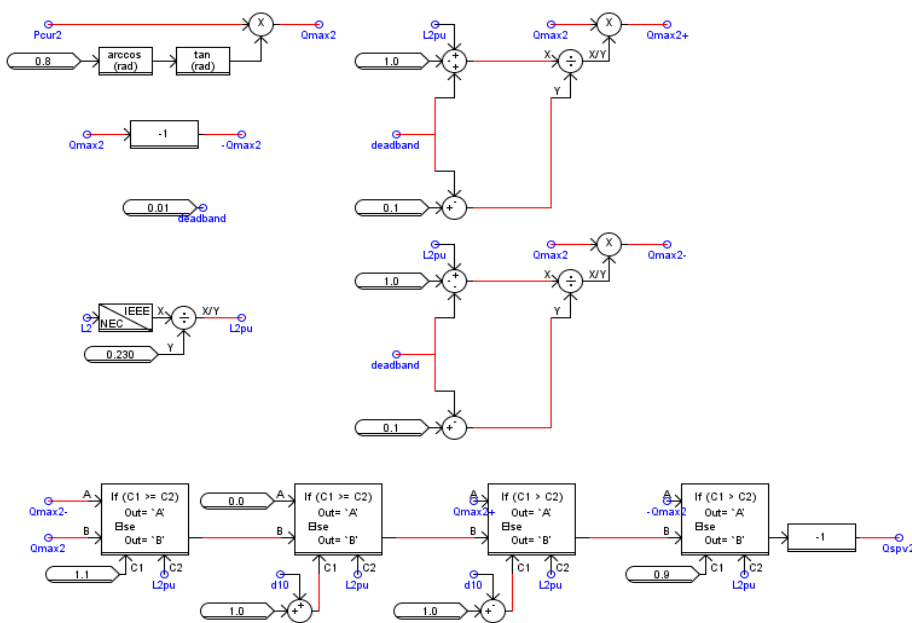 Pcur2
X
Qmax2
0.8
arccos
(rad)
tan
(rad)
L2pu
Qmax2
X
Qmax2+
1.0
-
+
+
X
÷
X/Y
Y
Qmax2
-1
-Qmax2
deadband
0.01
deadband
0.1
+
-
L2pu
Qmax2
X
Qmax2-
1.0
-
+
-
X
÷
X/Y
Y
L2
IEEE
NEC
X
÷
X/Y
L2pu
0.230
Y
deadband
0.1
+
-
Qmax2-
A
If (C1 >= C2)
Out= `A'
Else
Out= `B'
Qmax2
B
1.1
C1
C2
L2pu
0.0
A
If (C1 >= C2)
Out= `A'
Else
Out= `B'
B
C1
C2
d10
L2pu
1.0
+
+
A
Qmax2+
If (C1 > C2)
Out= `A'
Else
Out= `B'
B
C1
C2
d10
L2pu
1.0
+
-
A
-Qmax2
If (C1 > C2)
Out= `A'
Else
Out= `B'
B
0.9
C1
C2
L2pu
-1
Qspv2